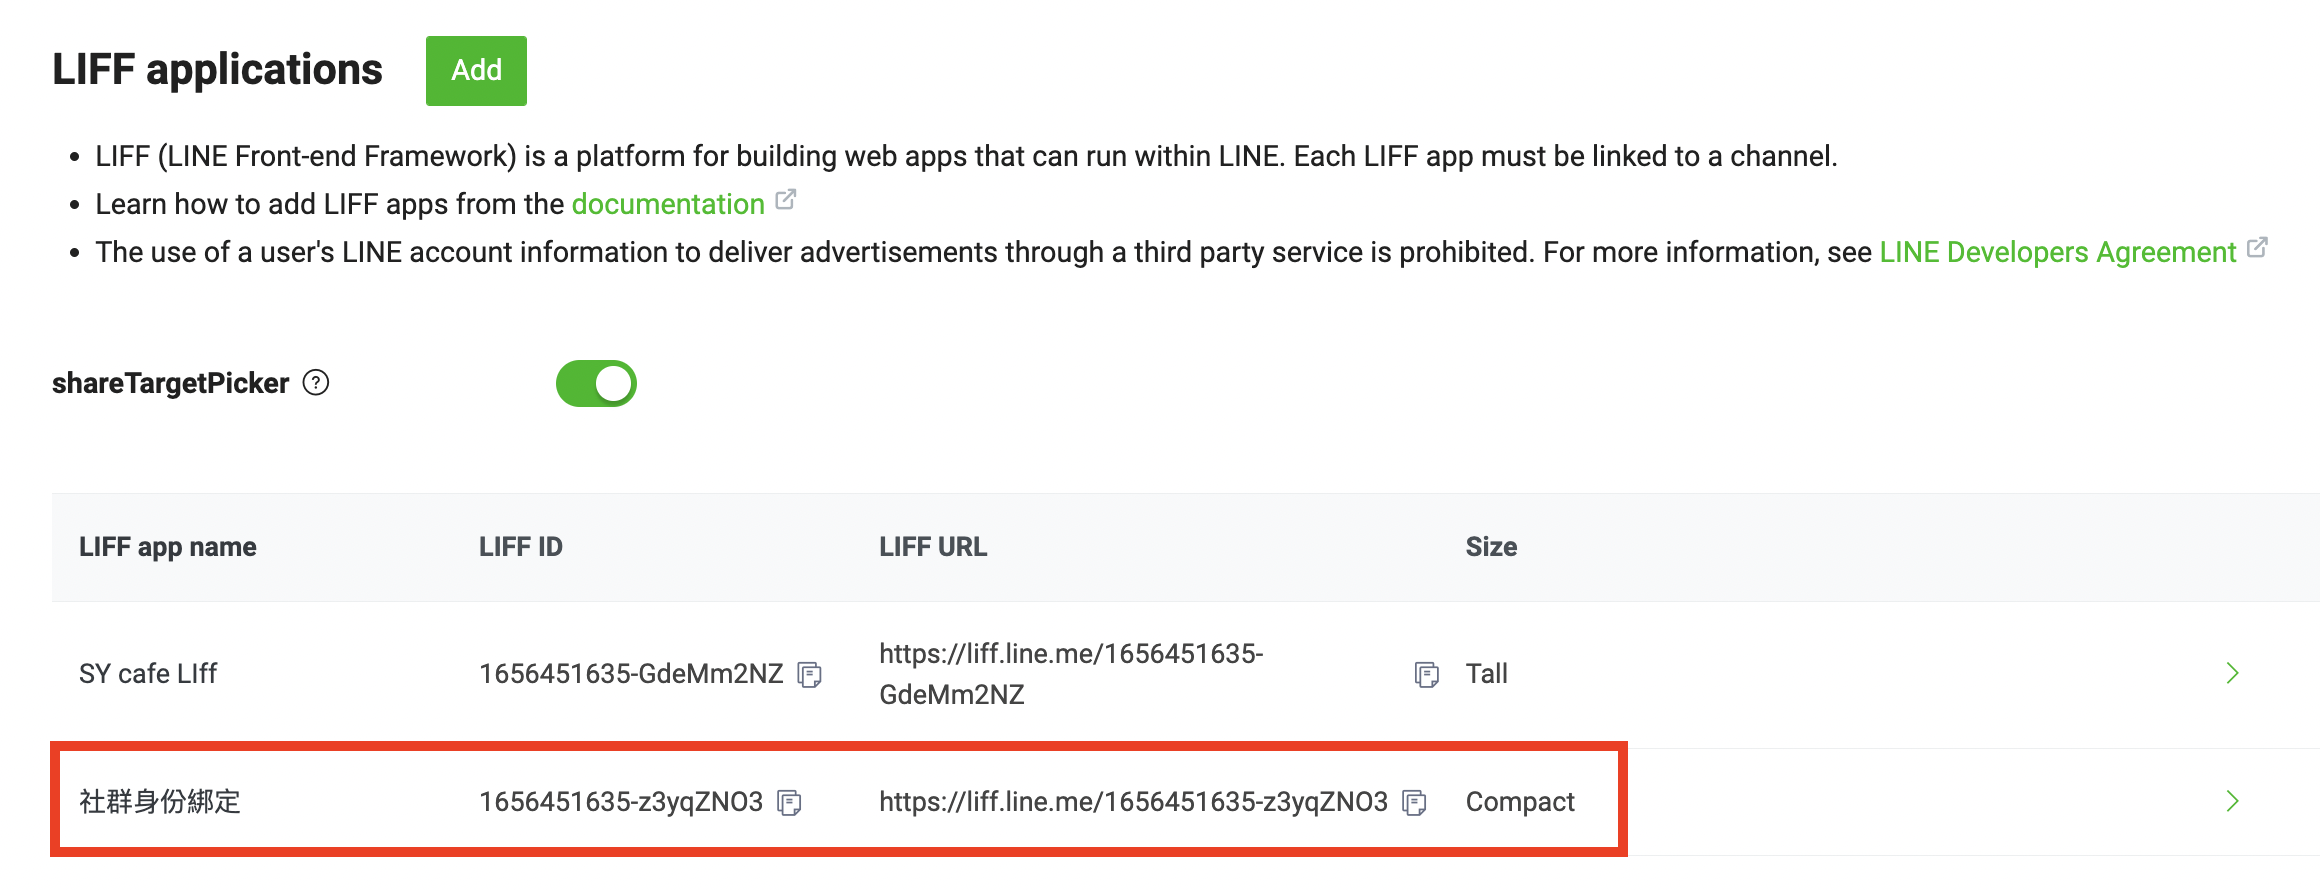 LIFF applications
Add
LIFF (LINE Front-end Framework) is a platform for building web apps that can run within LINE. Each LIFF app must be linked to a channel.
Learn how to add LIFF apps from the documentation
The use of a user's LINE account information to deliver advertisements through a third party service is prohibited. For more information, see LINE Developers Agreement
shareTargetPicker ?
LIFF app name LIFF ID LIFF URL Size
SY cafe LIff 1656451635-GdeMm2NZ https://liff.line.me/1656451635- Tall
GdeMm2NZ
社群身份綁定 1656451635-z3yqZNO3 https://liff.line.me/1656451635-z3yqZNO3 Compact